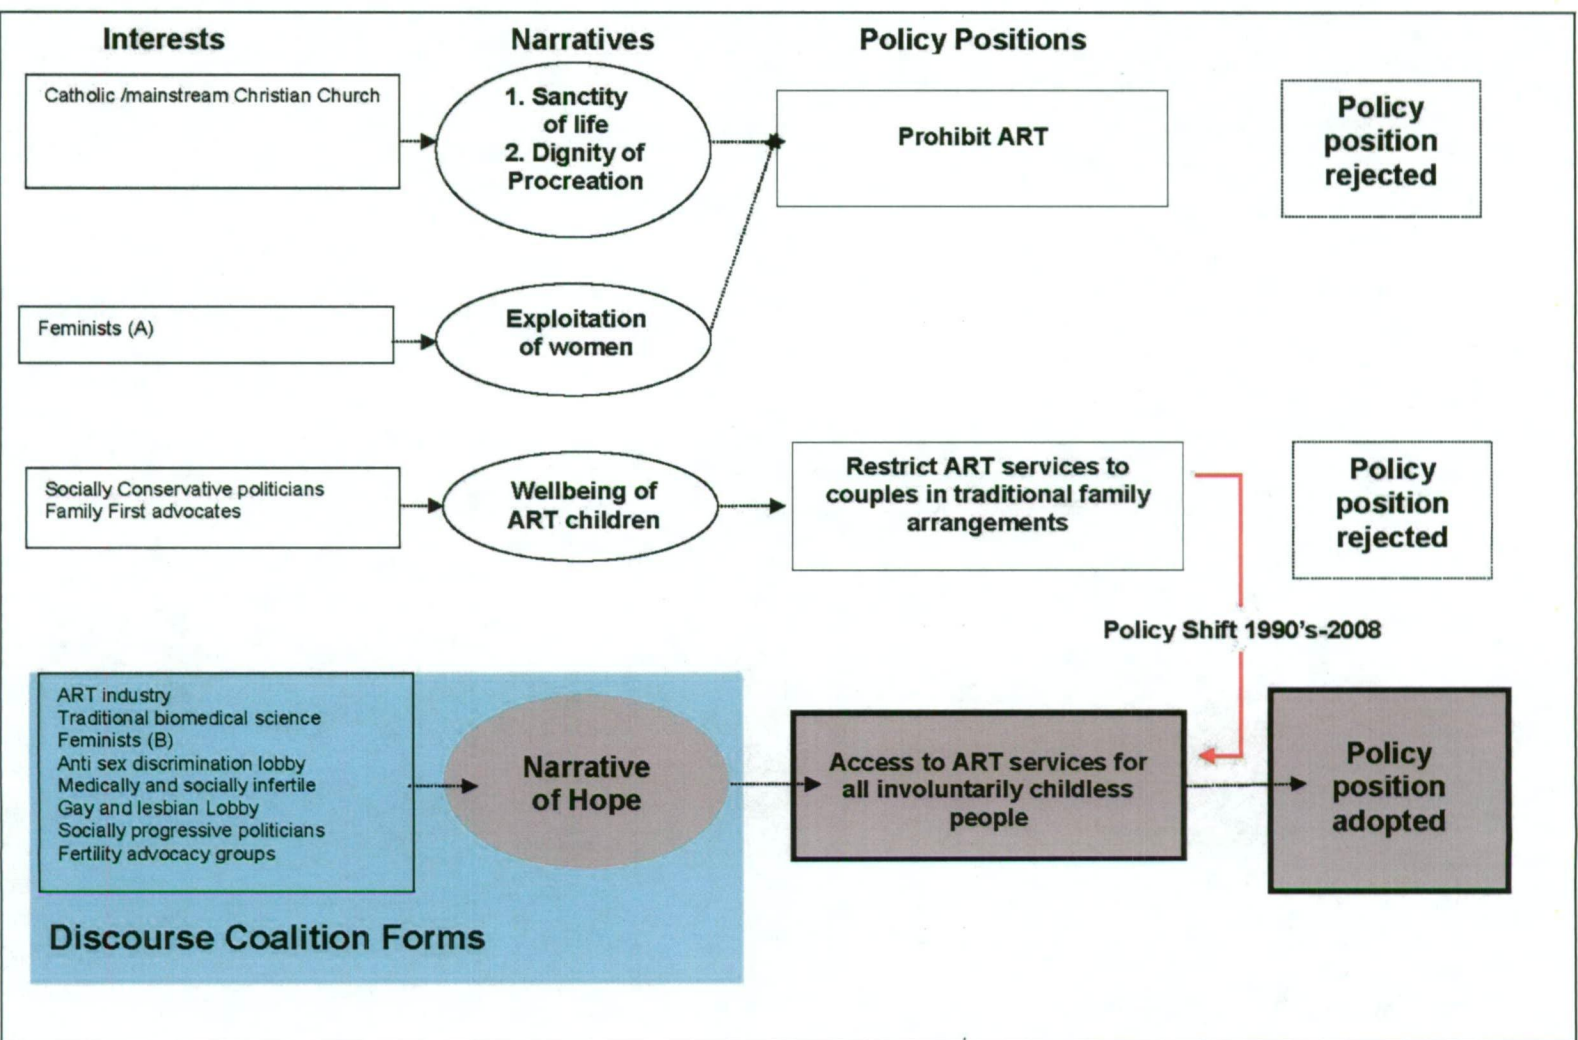 Interests
Narratives
Policy Positions
Catholic /mainstream Christian Church
1. Sanctity
of life
2. Dignity of
Procreation
Prohibit ART
Policy
position
rejected
Feminists (A)
Exploitation
of women
Socially Conservative politicians
Family First advocates
Wellbeing of
ART children
Restrict ART services to
couples in traditional family
arrangements
Policy
position
rejected
Policy Shift 1990's-2008
ART industry
Traditional biomedical science
Feminists (B)
Anti sex discrimination lobby
Medically and socially infertile
Gay and lesbian Lobby
Socially progressive politicians
Fertility advocacy groups
Narrative
of Hope
Access to ART services for
all involuntarily childless
people
Policy
position
adopted
Discourse Coalition Forms